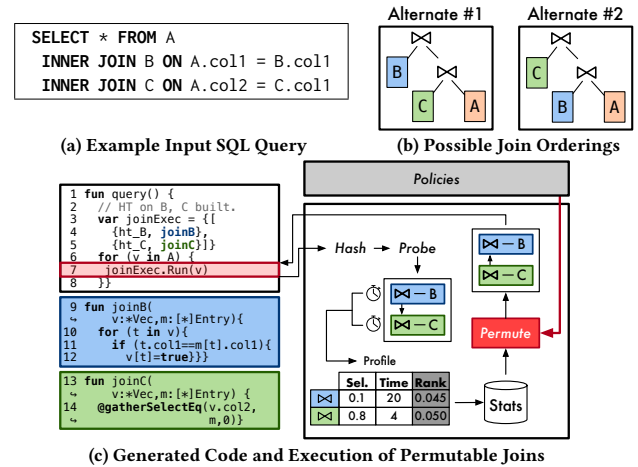 SELECT * FROM A
INNER JOIN B ON A.col1 = B.col1
INNER JOIN C ON A.col2 = C.col1
(a) Example Input SQL Query
Alternate #1
⋈
B
⋈
C
A
Alternate #2
⋈
C
⋈
B
A
(b) Possible Join Orderings
1 fun query() {
2 // HT on B, C built.
3 var joinExec = {[
4 {ht_B, joinB},
5 {ht_C, joinC}]}
6 for (v in A) {
7 joinExec.Run(v)
8 }}
9 fun joinB(
↪ v:*Vec,m:[*]Entry){
10 for (t in v){
11 if (t.col1==m[t].col1){
12 v[t]=true}}}
13 fun joinC(
↪ v:*Vec,m:[*]Entry) {
14 @gatherSelectEq(v.col2,
↪ m,0)}
Policies
Hash
Probe
⋈ — B
⋈ — C
Profile
Sel. Time Rank
⋈ 0.1 20 0.045
⋈ 0.8 4 0.050
⋈ — B
⋈ — C
Permute
Stats
(c) Generated Code and Execution of Permutable Joins